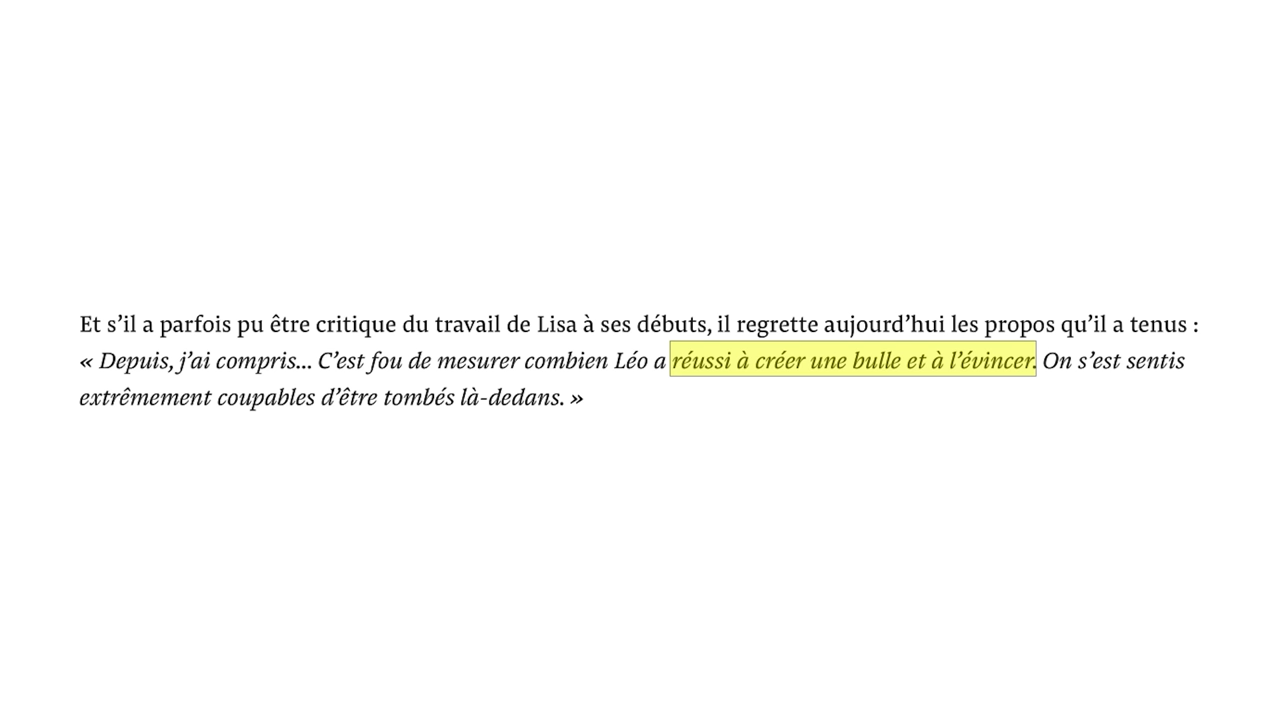 Et s’il a parfois pu être critique du travail de Lisa à ses débuts, il regrette aujourd’hui les propos qu’il a tenus :
« Depuis, j’ai compris... C’est fou de mesurer combien Léo a réussi à créer une bulle et à l’évincer. On s’est sentis
extrêmement coupables d’être tombés là-dedans. »